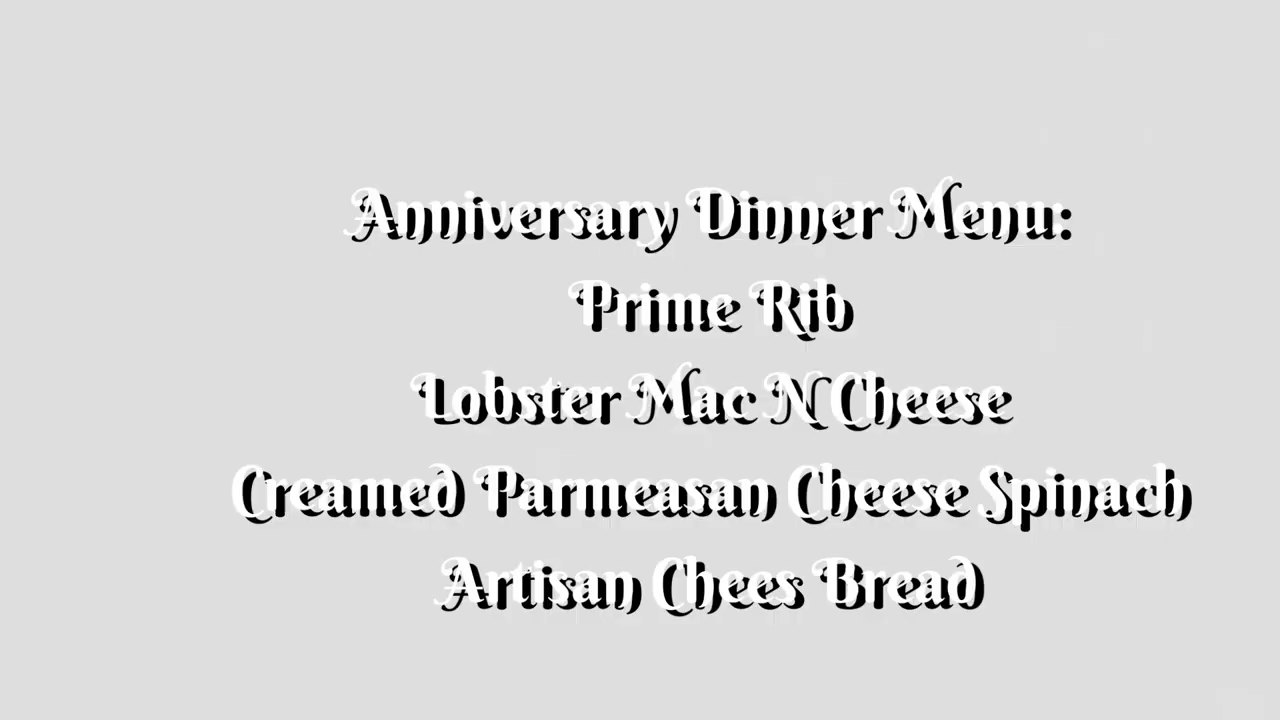 Anniversary Dinner Menu:
Prime Rib
Lobster Mac N Cheese
Creamed Parmeasan Cheese Spinach
Artisan Chees Bread